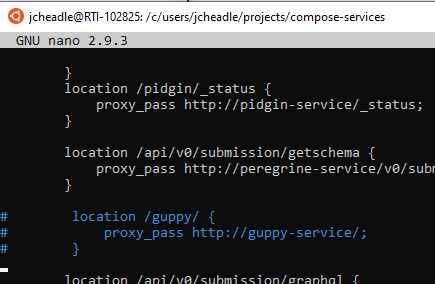 jcheadle@RTI-102825: /c/users/jcheadle/projects/compose-services
GNU nano 2.9.3
}
location /pidgin/_status {
proxy_pass http://pidgin-service/_status;
}
location /api/v0/submission/getschema {
proxy_pass http://peregrine-service/v0/sub
}
# location /guppy/ {
# proxy_pass http://guppy-service/;
# }
location /api/v0/submission/graphql {